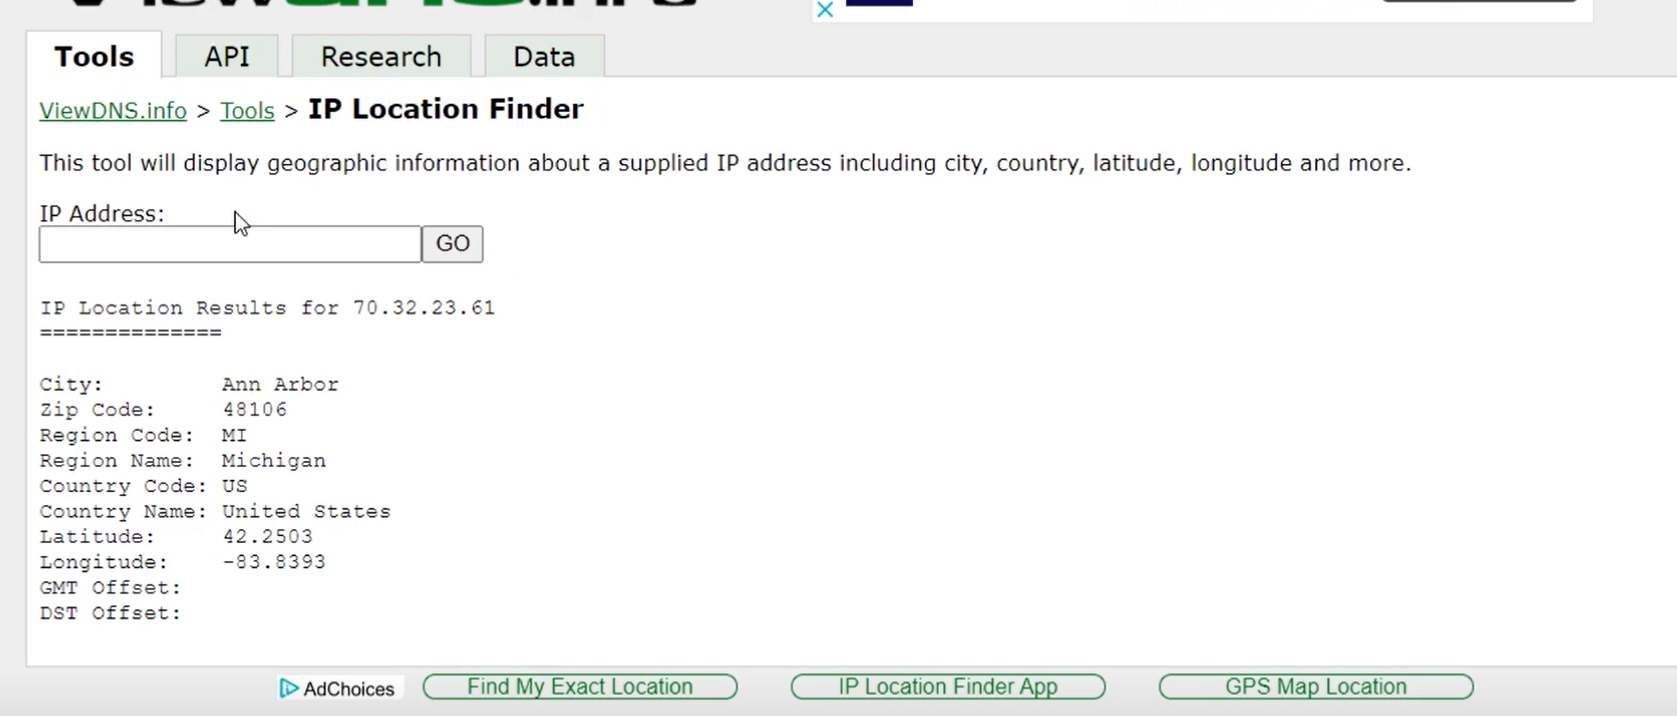 Tools API Research Data
ViewDNS.info > Tools > IP Location Finder
This tool will display geographic information about a supplied IP address including city, country, latitude, longitude and more.
IP Address:
GO
IP Location Results for 70.32.23.61
==============
City: Ann Arbor
Zip Code: 48106
Region Code: MI
Region Name: Michigan
Country Code: US
Country Name: United States
Latitude: 42.2503
Longitude: -83.8393
GMT Offset:
DST Offset:
AdChoices Find My Exact Location IP Location Finder App GPS Map Location